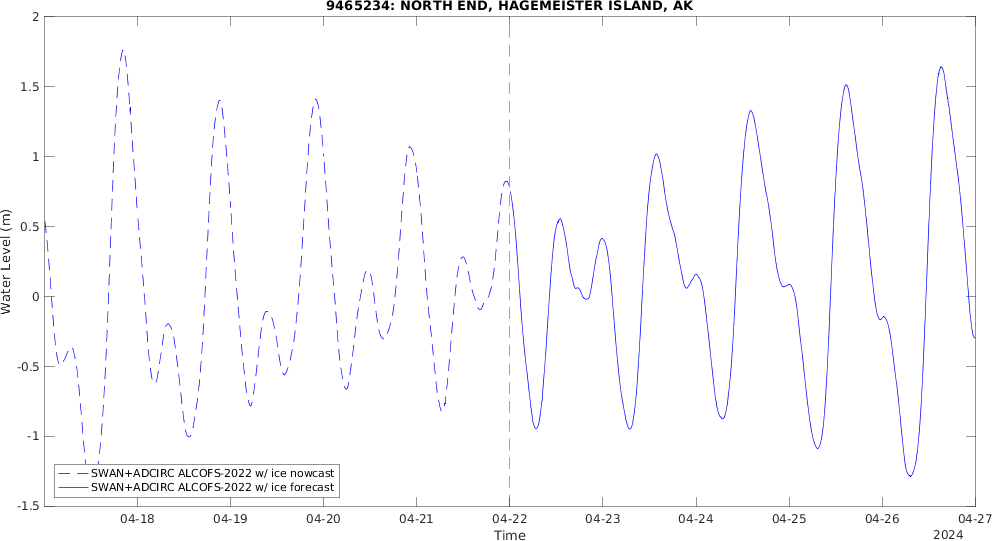 9465234: NORTH END, HAGEMEISTER ISLAND, AK
2
1.5
1
0.5
0
-0.5
-1
-1.5
Water Level (m)
SWAN+ADCIRC ALCOFS-2022 w/ ice nowcast
SWAN+ADCIRC ALCOFS-2022 w/ ice forecast
04-18 04-19 04-20 04-21 04-22 04-23 04-24 04-25 04-26 04-27
Time
2024